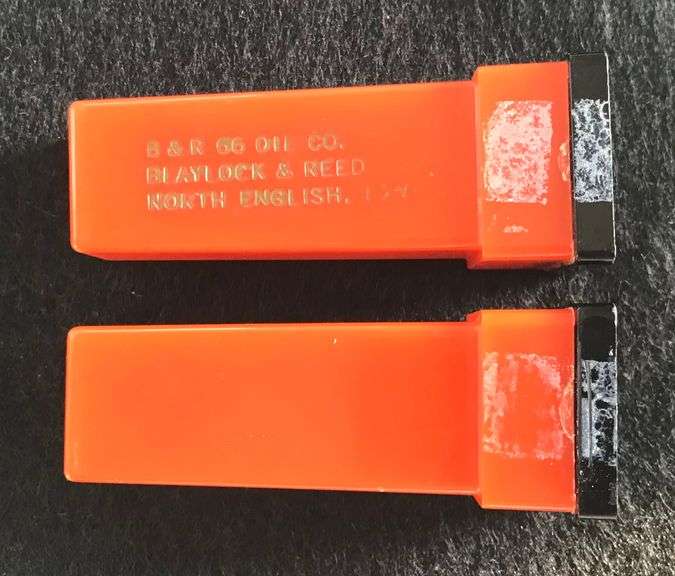 B & R 66 OIL CO.
BLAYLOCK & REED
NORTH ENGLISH,